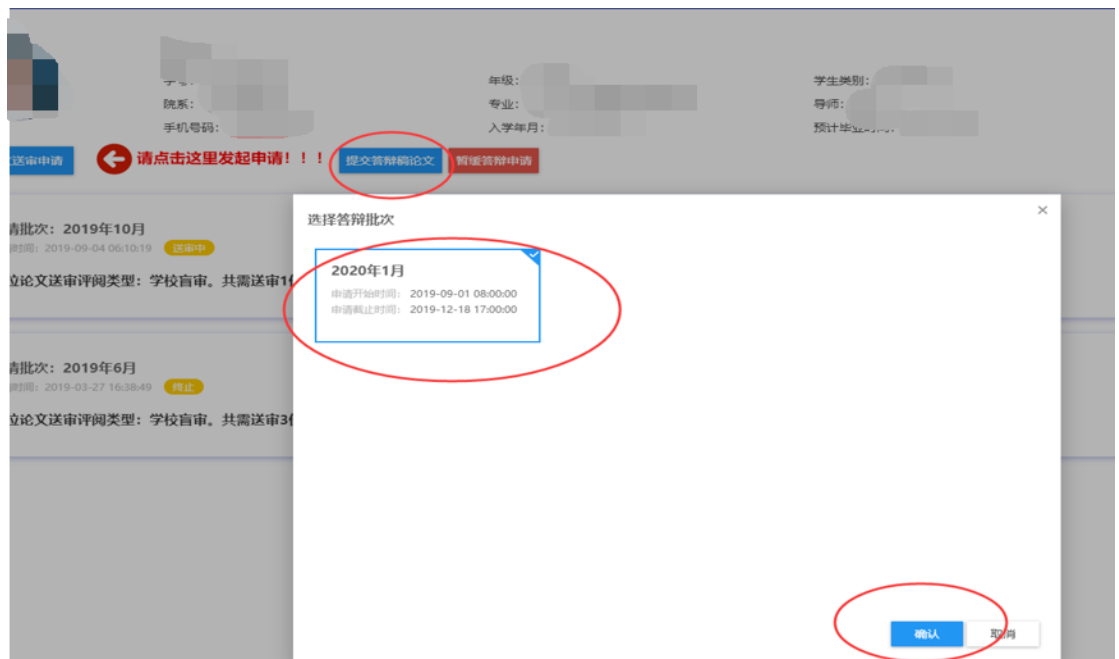 年级：
学生类别：
院系：
专业：
导师：
手机号码：
入学年月：
送审申请
请点击这里发起申请！！！
提交答辩稿论文
暂缓答辩申请
选择答辩批次
×
请批次：2019年10月
时间：2019-09-04 06:10:19
送审中
位论文送审评阅类型：学校盲审。共需送审1
2020年1月
申请开始时间：2019-09-01 08:00:00
申请截止时间：2019-12-18 17:00:00
请批次：2019年6月
时间：2019-03-27 16:38:49
终止
位论文送审评阅类型：学校盲审。共需送审3
确认
取消